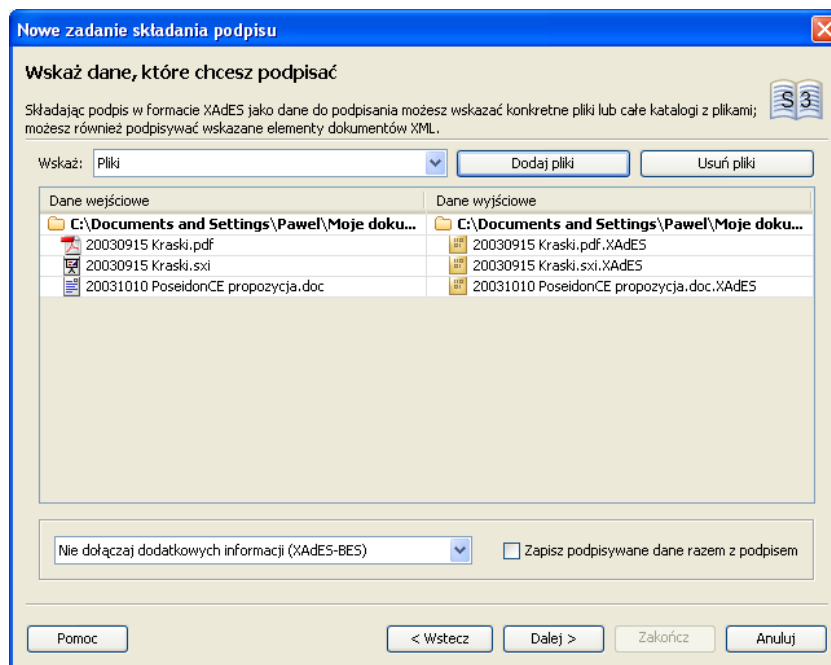 Nowe zadanie składania podpisu
Wskaż dane, które chcesz podpisać
Składając podpis w formacie XAdES jako dane do podpisania możesz wskazać konkretne pliki lub całe katalogi z plikami;
możesz również podpisywać wskazane elementy dokumentów XML.
S 3
Wskaż: Pliki Dodaj pliki Usuń pliki
Dane wejściowe Dane wyjściowe
C:\Documents and Settings\Pawel\Moje doku... C:\Documents and Settings\Pawel\Moje doku...
20030915 Kraski.pdf 20030915 Kraski.pdf.XAdES
20030915 Kraski.sxi 20030915 Kraski.sxi.XAdES
20031010 PoseidonCE propozycja.doc 20031010 PoseidonCE propozycja.doc.XAdES
Nie dołączaj dodatkowych informacji (XAdES-BES) Zapisz podpisywane dane razem z podpisem
Pomoc < Wstecz Dalej > Zakończ Anuluj